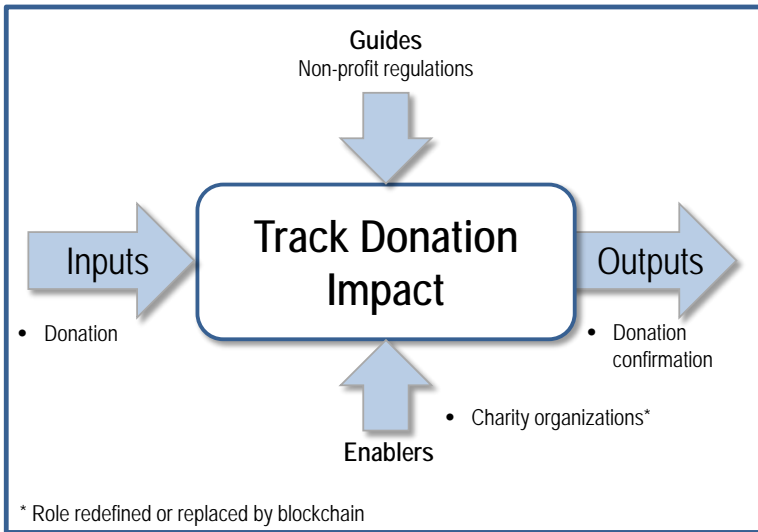 Guides
Non-profit regulations
Track Donation
Impact
Inputs
Outputs
• Donation
• Donation
confirmation
• Charity organizations*
Enablers
* Role redefined or replaced by blockchain